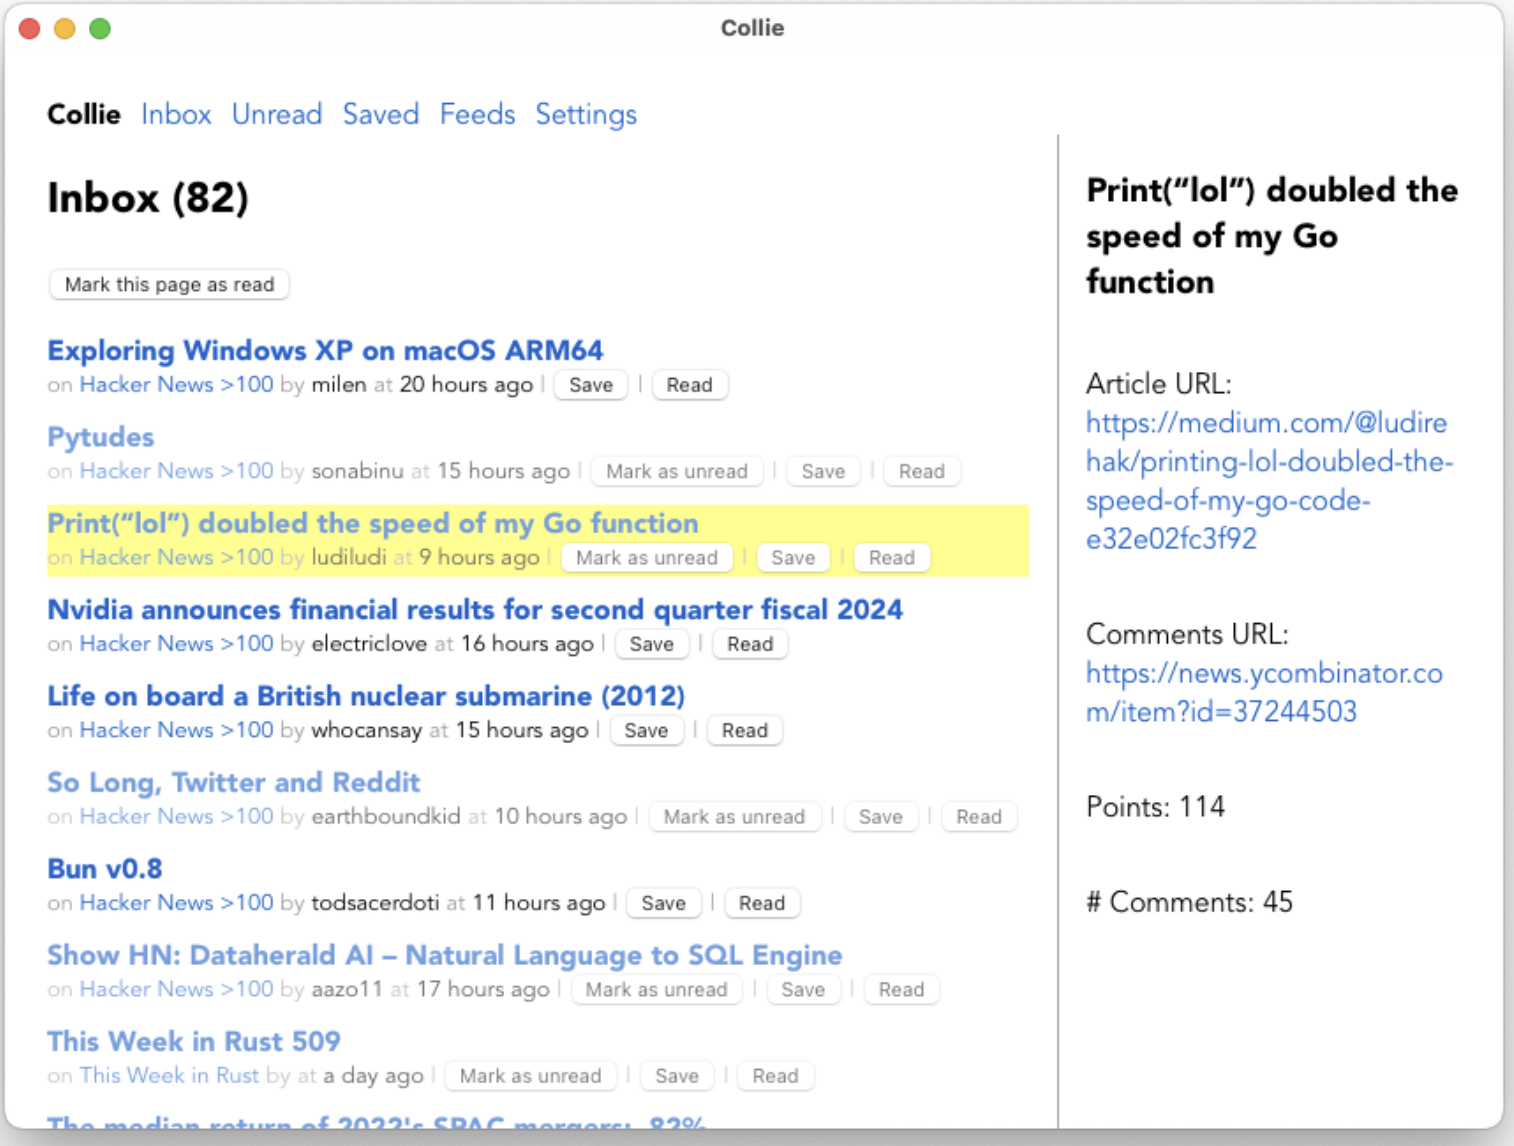 Collie
Collie Inbox Unread Saved Feeds Settings
Inbox (82)
Mark this page as read
Exploring Windows XP on macOS ARM64
on Hacker News >100 by milen at 20 hours ago | Save | Read
Pytudes
on Hacker News >100 by sonabinu at 15 hours ago | Mark as unread | Save | Read
Print(“lol”) doubled the speed of my Go function
on Hacker News >100 by ludiludi at 9 hours ago | Mark as unread | Save | Read
Nvidia announces financial results for second quarter fiscal 2024
on Hacker News >100 by electriclove at 16 hours ago | Save | Read
Life on board a British nuclear submarine (2012)
on Hacker News >100 by whocansay at 15 hours ago | Save | Read
So Long, Twitter and Reddit
on Hacker News >100 by earthboundkid at 10 hours ago | Mark as unread | Save | Read
Bun v0.8
on Hacker News >100 by todsacerdoti at 11 hours ago | Save | Read
Show HN: Dataherald AI – Natural Language to SQL Engine
on Hacker News >100 by aazo11 at 17 hours ago | Mark as unread | Save | Read
This Week in Rust 509
on This Week in Rust by at a day ago | Mark as unread | Save | Read
The median return of 2022's SPAC mergers: -82%
Print(“lol”) doubled the
speed of my Go
function
Article URL:
https://medium.com/@ludire
hak/printing-lol-doubled-the-
speed-of-my-go-code-
e32e02fc3f92
Comments URL:
https://news.ycombinator.co
m/item?id=37244503
Points: 114
# Comments: 45